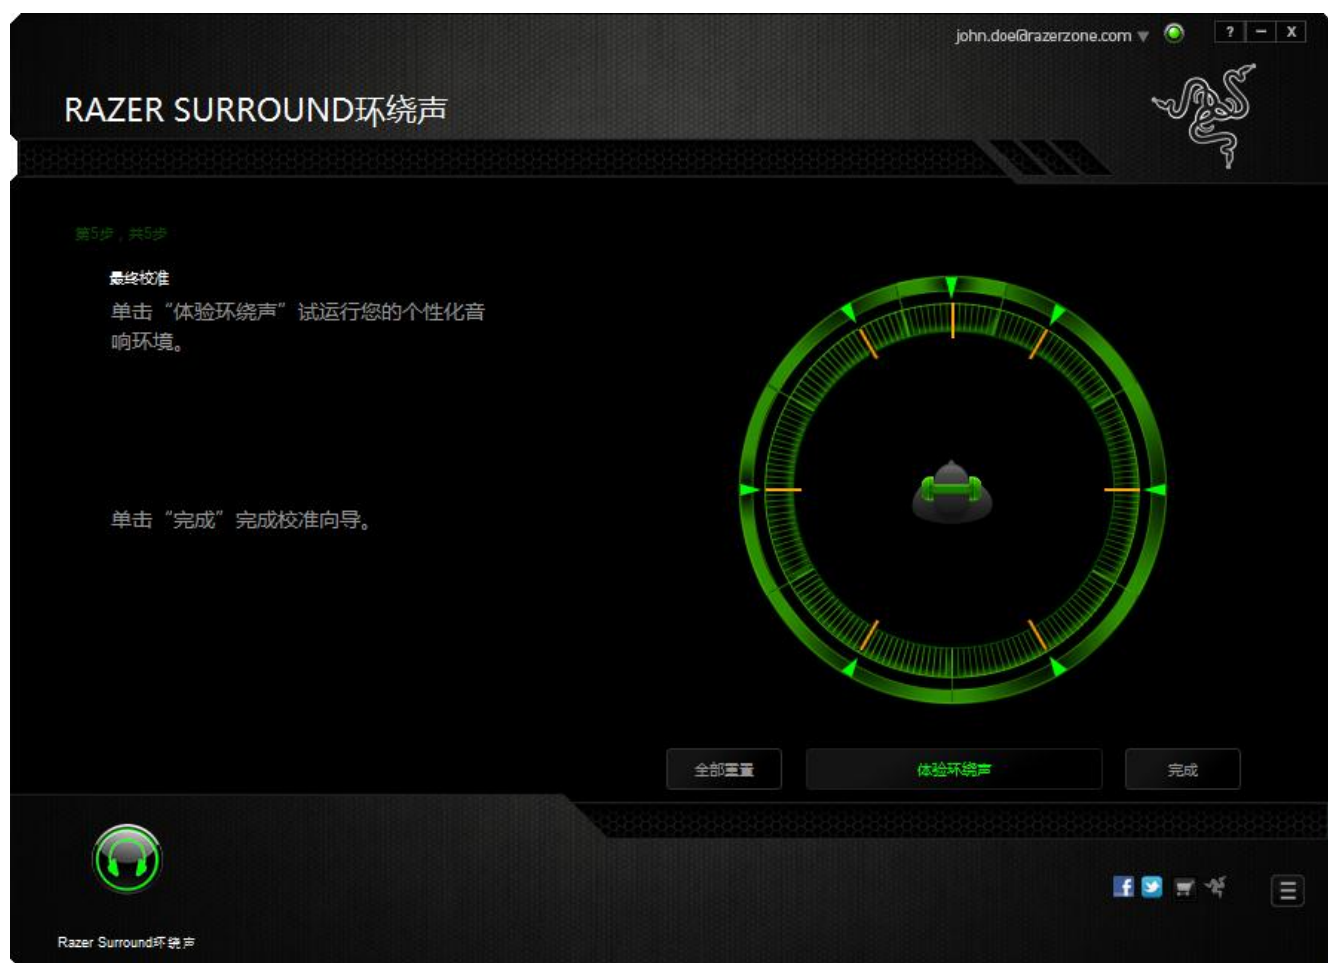 john.doe@razerzone.com
? – X
RAZER SURROUND环绕声
第5步，共5步
最终校准
单击“体验环绕声”试运行您的个性化音
响环境。
单击“完成”完成校准向导。
全部重置
体验环绕声
完成
Razer Surround环绕声